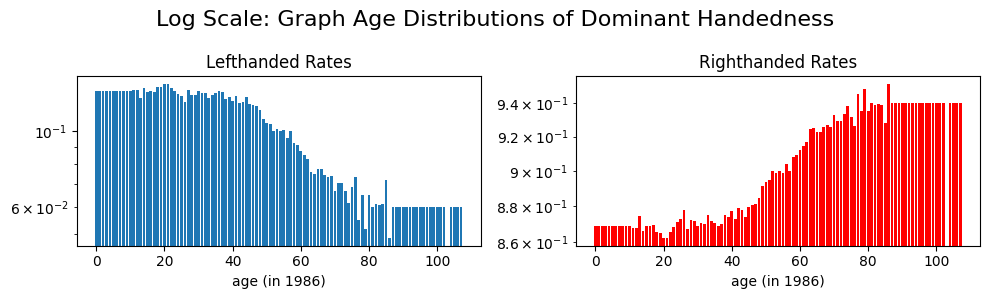 Log Scale: Graph Age Distributions of Dominant Handedness
Lefthanded Rates
10⁻¹
6 × 10⁻²
0 20 40 60 80 100
age (in 1986)
Righthanded Rates
9.4 × 10⁻¹
9.2 × 10⁻¹
9 × 10⁻¹
8.8 × 10⁻¹
8.6 × 10⁻¹
0 20 40 60 80 100
age (in 1986)